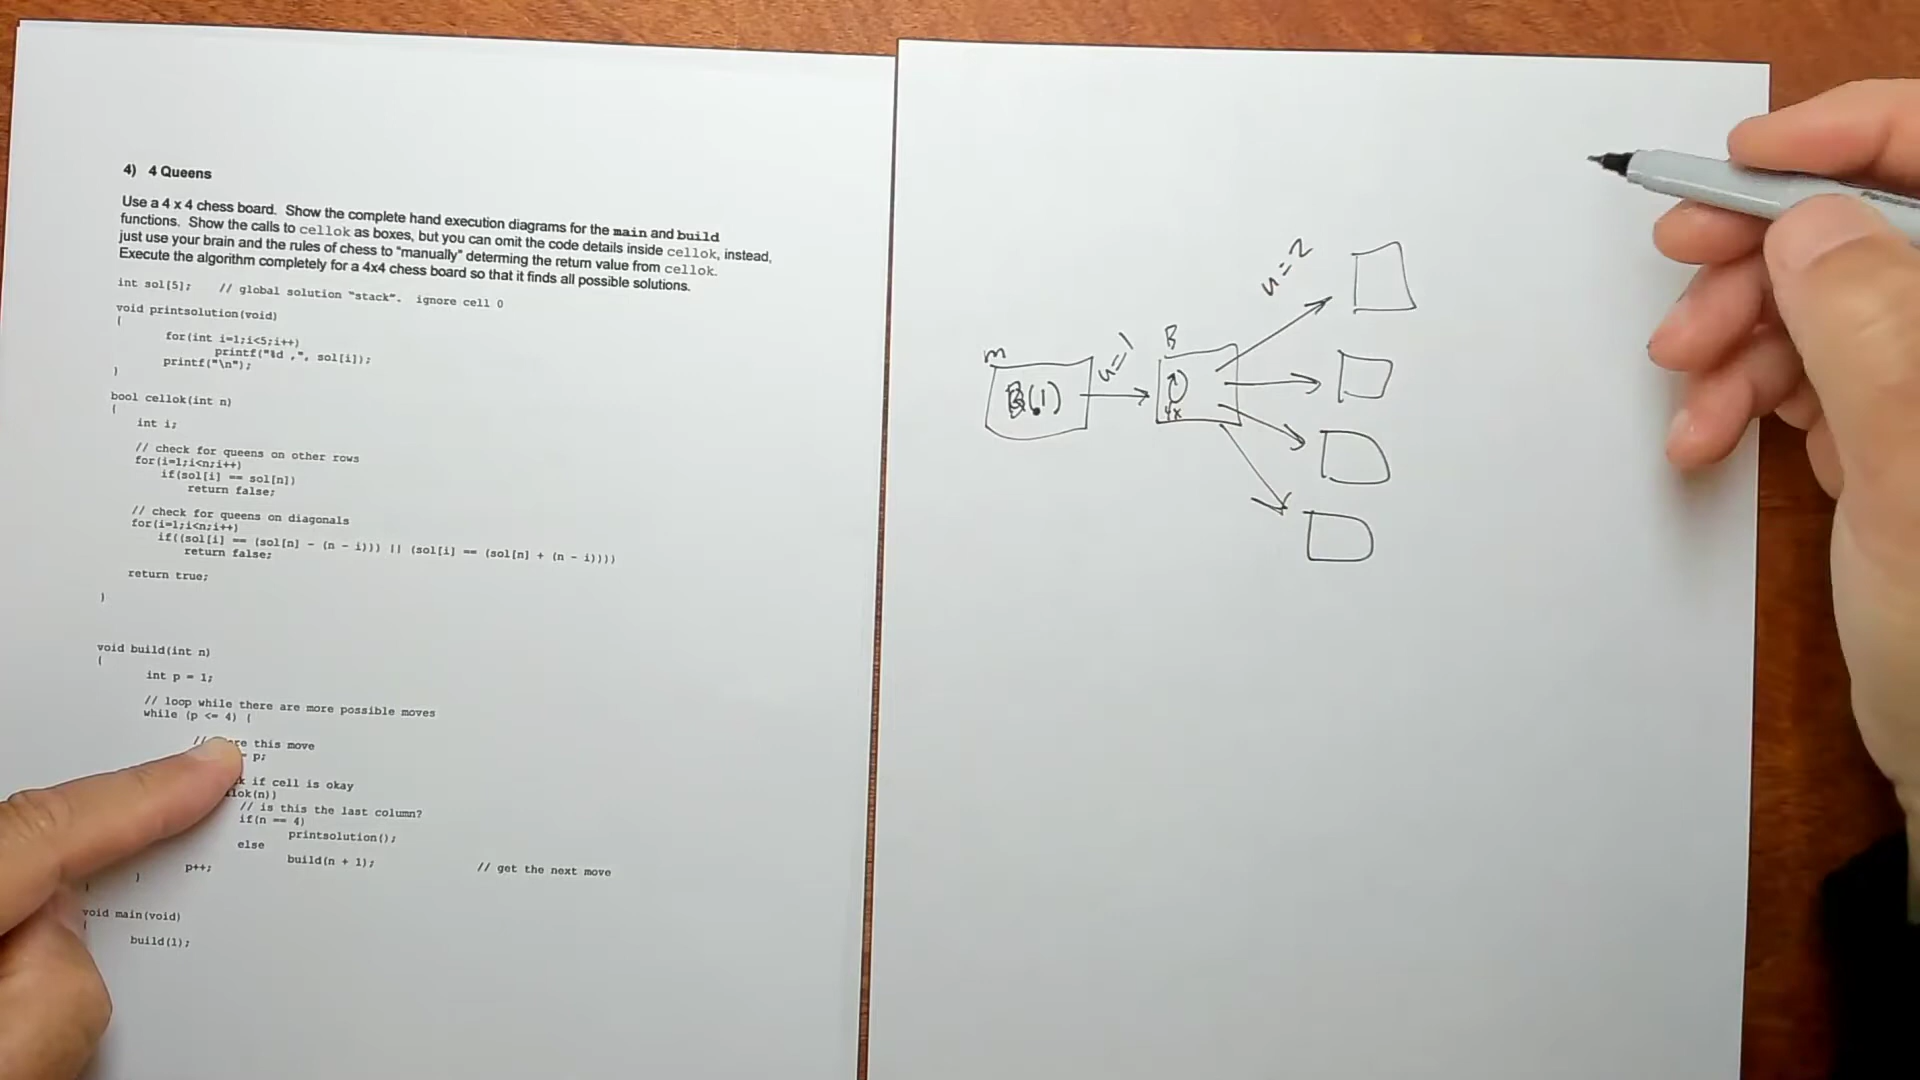 4) 4 Queens
Use a 4 x 4 chess board. Show the complete hand execution diagrams for the main and build
functions. Show the calls to cellok as boxes, but you can omit the code details inside cellok, instead,
just use your brain and the rules of chess to "manually" determing the return value from cellok.
Execute the algorithm completely for a 4x4 chess board so that it finds all possible solutions.
int sol[5]; // global solution "stack". ignore cell 0
void printsolution(void)
{
for(int i=1;i<5;i++)
printf("%d ,", sol[i]);
printf("\n");
}
bool cellok(int n)
{
int i;
// check for queens on other rows
for(i=1;i<n;i++)
if(sol[i] == sol[n])
return false;
// check for queens on diagonals
for(i=1;i<n;i++)
if((sol[i] == (sol[n] - (n - i))) || (sol[i] == (sol[n] + (n - i))))
return false;
return true;
}
void build(int n)
{
int p = 1;
// loop while there are more possible moves
while (p <= 4) {
// this move
= p;
if cell is okay
(n))
// is this the last column?
if(n == 4)
printsolution();
else
build(n + 1); // get the next move
p++;
}
}
void main(void)
{
build(1);
m
B(1)
n=1
B
4x
n=2